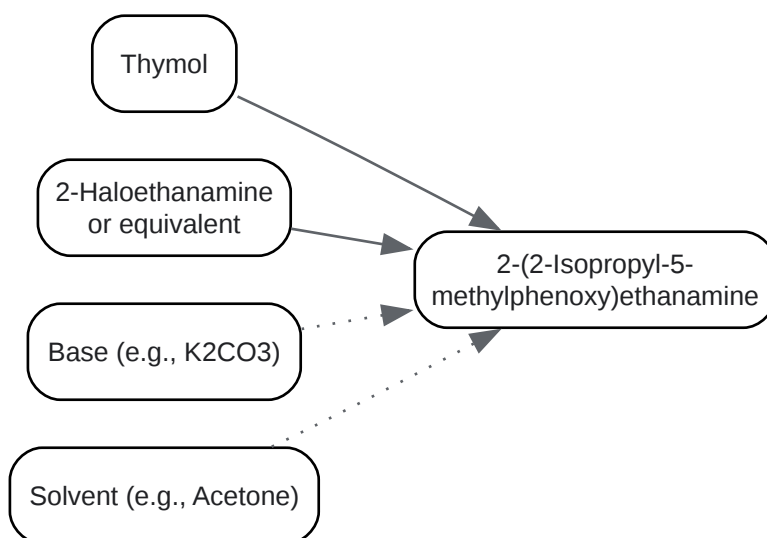 Thymol
2-Haloethanamine
or equivalent
2-(2-Isopropyl-5-
methylphenoxy)ethanamine
Base (e.g., K2CO3)
Solvent (e.g., Acetone)